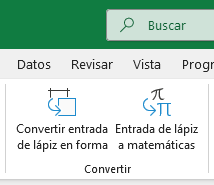 Buscar
Datos Revisar Vista Progr
Convertir entrada de lápiz en forma
Entrada de lápiz a matemáticas
Convertir